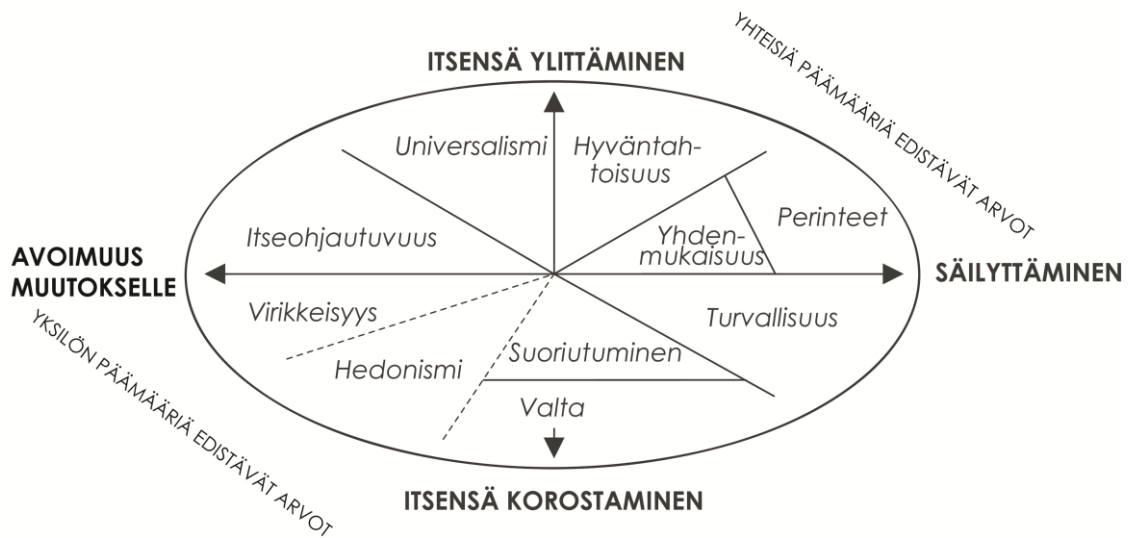 ITSENSÄ YLITTÄMINEN
YHTEISIÄ PÄÄMÄÄRIÄ EDISTÄVÄT ARVOT
Universalismi
Hyväntah-
toisuus
Perinteet
Yhden-
mukaisuus
Itseohjautuvuus
AVOIMUUS
MUUTOKSELLE
SÄILYTTÄMINEN
Virikkeisyys
Turvallisuus
Hedonismi
Suoriutuminen
Valta
YKSILÖN PÄÄMÄÄRIÄ EDISTÄVÄT ARVOT
ITSENSÄ KOROSTAMINEN